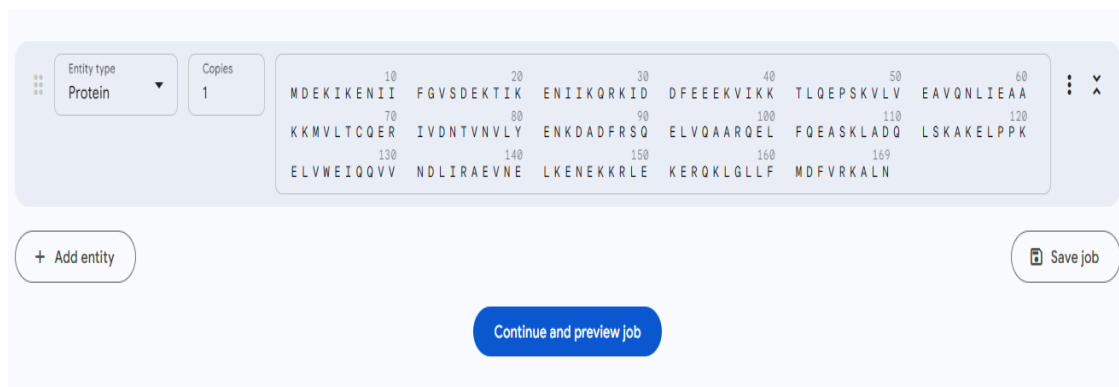 Entity type
Protein
Copies
1
10 20 30 40 50 60
MDEKIKENII FGVSDEKTIK ENIIKQRKID DFEEEKVIKK TLQEPSKVLV EAVQNLIEAA
70 80 90 100 110 120
KKMVLTCQER IVDNTVNVLY ENKDADFRSQ ELVQAARQEL FQEASKLADQ LSKAKELPPK
130 140 150 160 169
ELVWEIQQVV NDLIRAEVNE LKENEKKRLE KERQKLGLLF MDFVRKALN
+ Add entity
Save job
Continue and preview job